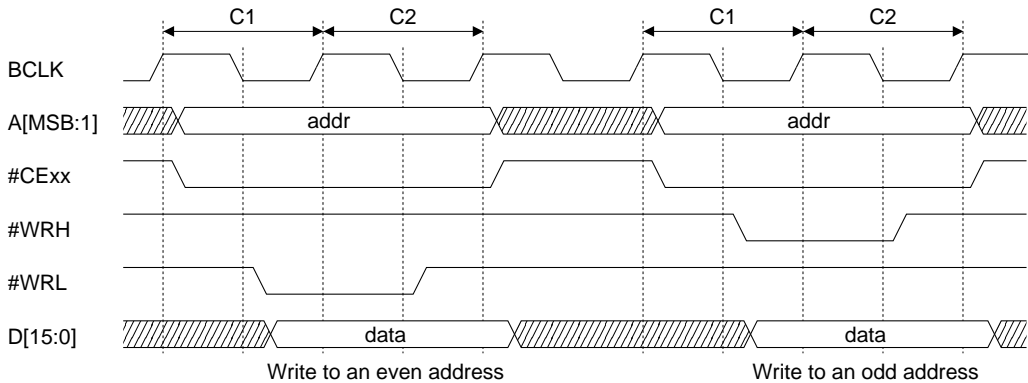 C1 C2 C1 C2
BCLK
A[MSB:1] addr addr
#CExx
#WRH
#WRL
D[15:0] data data
Write to an even address Write to an odd address